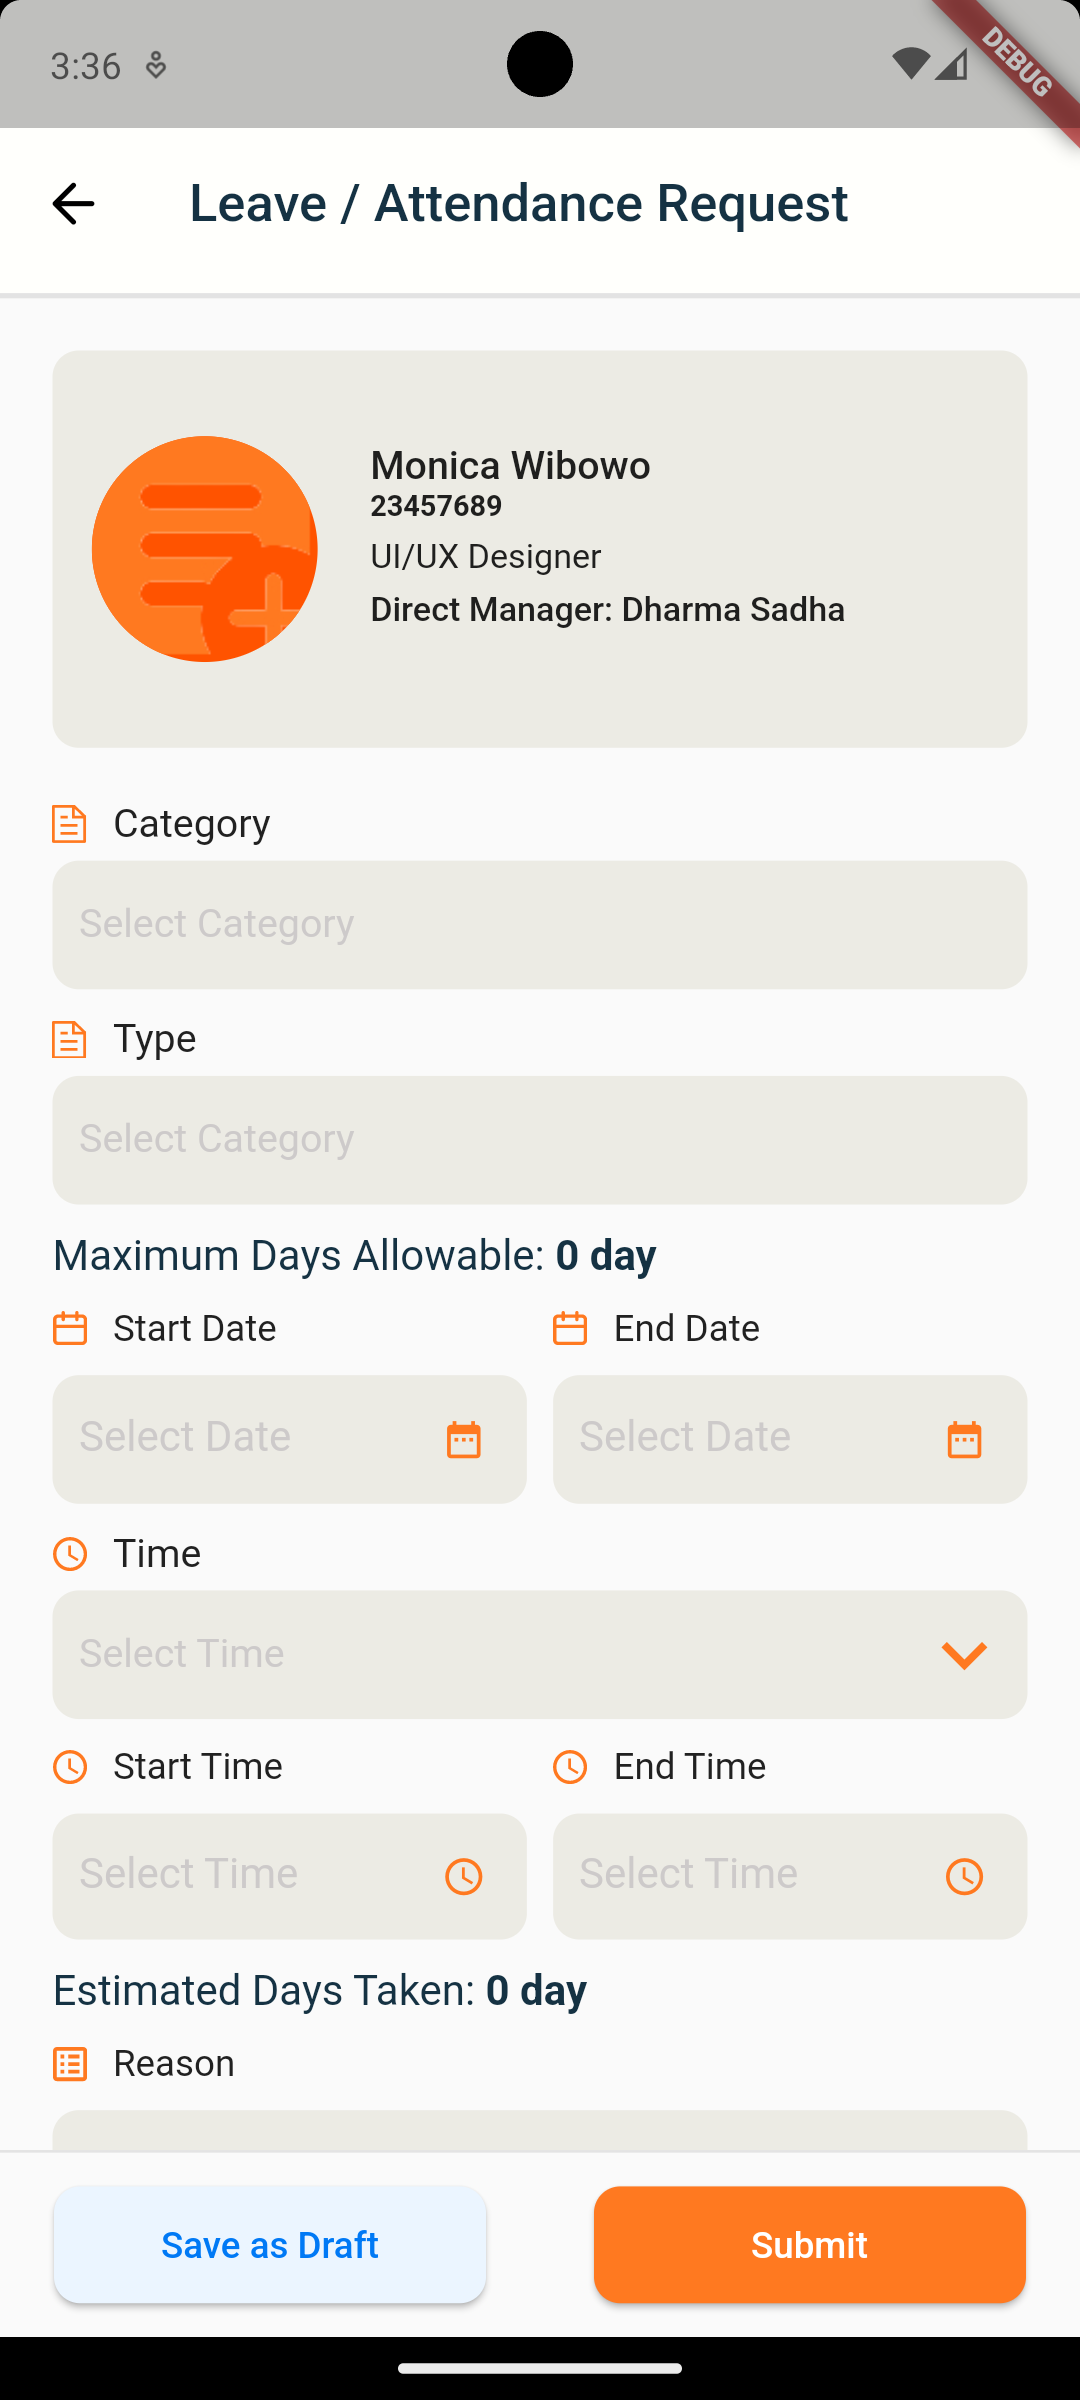 3:36
DEBUG
Leave / Attendance Request
Monica Wibowo
23457689
UI/UX Designer
Direct Manager: Dharma Sadha
Category
Select Category
Type
Select Category
Maximum Days Allowable: 0 day
Start Date
End Date
Select Date
Select Date
Time
Select Time
Start Time
End Time
Select Time
Select Time
Estimated Days Taken: 0 day
Reason
Save as Draft
Submit